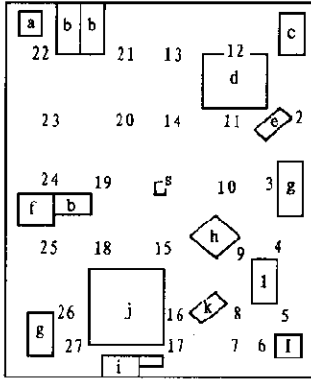 a b b c
22 21 13 12
d
23 20 14 11 e 2
24 19 s 10 3 g
f b
h
25 18 15 9 4
l
26 j 16 k 8 5
g
27 17 7 6 I
i